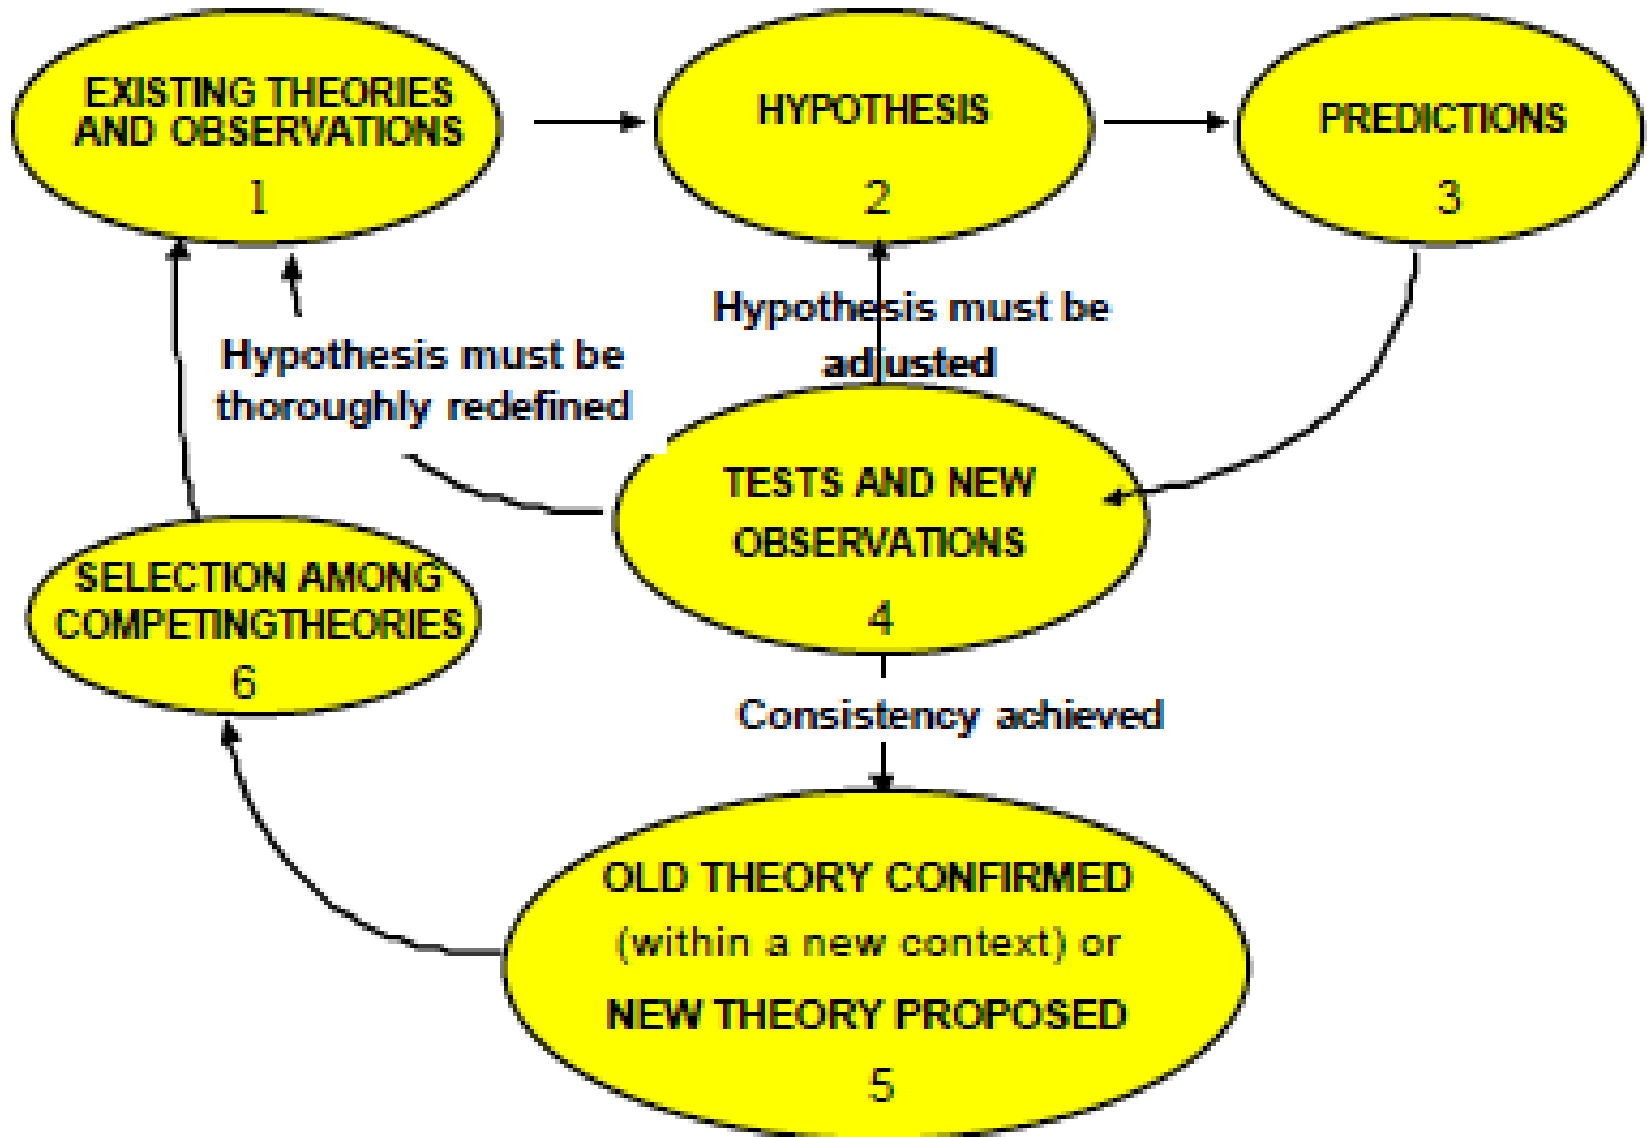 EXISTING THEORIES
AND OBSERVATIONS
1
HYPOTHESIS
2
PREDICTIONS
3
Hypothesis must be
adjusted
Hypothesis must be
thoroughly redefined
TESTS AND NEW
OBSERVATIONS
4
SELECTION AMONG
COMPETINGTHEORIES
6
Consistency achieved
OLD THEORY CONFIRMED
(within a new context) or
NEW THEORY PROPOSED
5